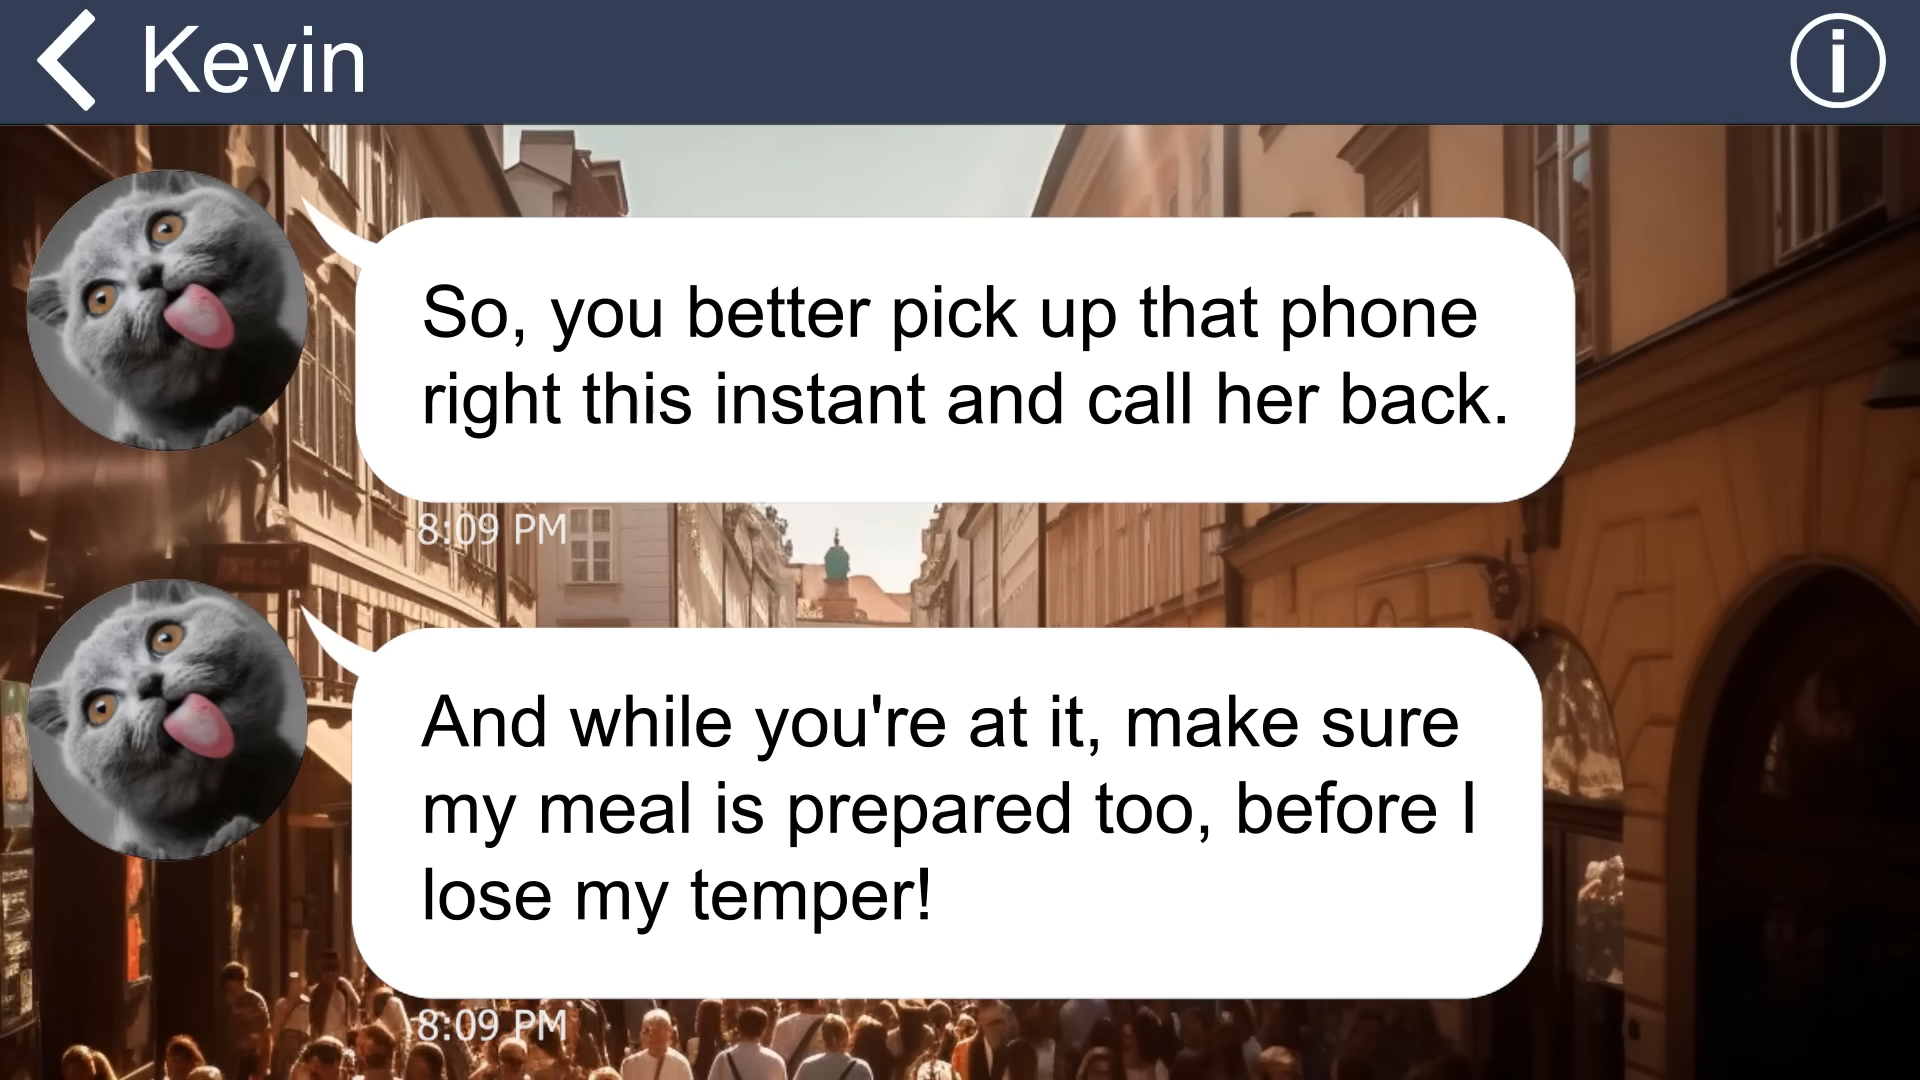 Kevin
So, you better pick up that phone
right this instant and call her back.
8:09 PM
And while you're at it, make sure
my meal is prepared too, before I
lose my temper!
8:09 PM